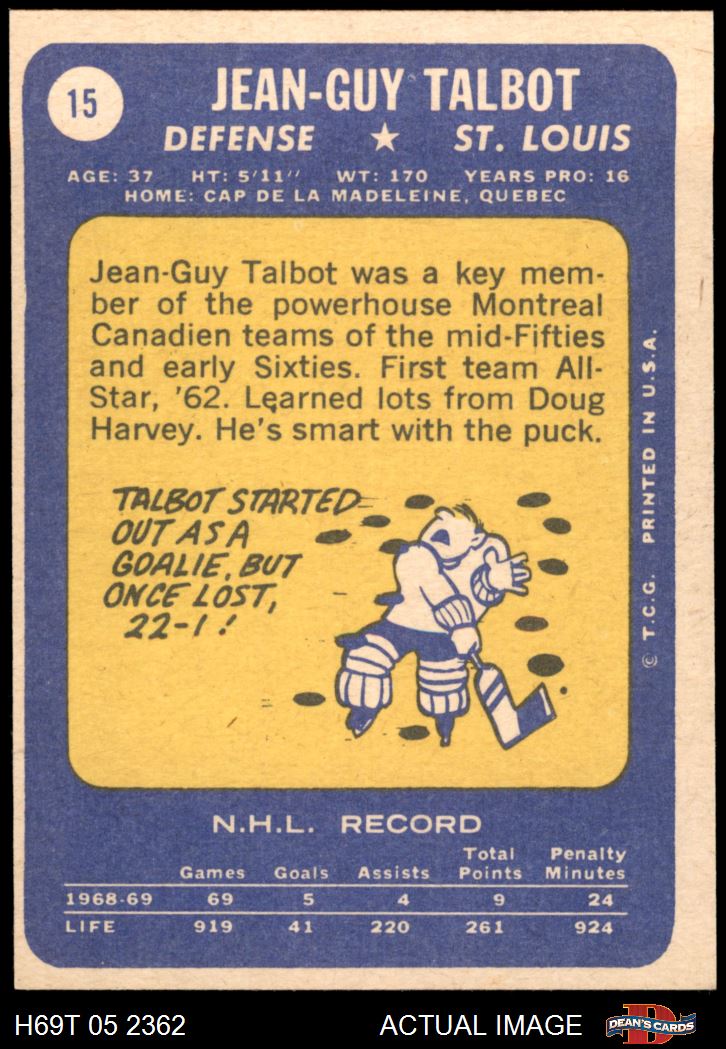 15
JEAN-GUY TALBOT
DEFENSE ★ ST. LOUIS
AGE: 37 HT: 5'11" WT: 170 YEARS PRO: 16
HOME: CAP DE LA MADELEINE, QUEBEC
Jean-Guy Talbot was a key mem-
ber of the powerhouse Montreal
Canadien teams of the mid-Fifties
and early Sixties. First team All-
Star, '62. Learned lots from Doug
Harvey. He's smart with the puck.
TALBOT STARTED
OUT AS A
GOALIE, BUT
ONCE LOST,
22-1!
© T.C.G. PRINTED IN U.S.A.
N.H.L. RECORD
Games Goals Assists Total Points Penalty Minutes
1968-69 69 5 4 9 24
LIFE 919 41 220 261 924
H69T 05 2362 ACTUAL IMAGE
D
DEAN'S CARDS